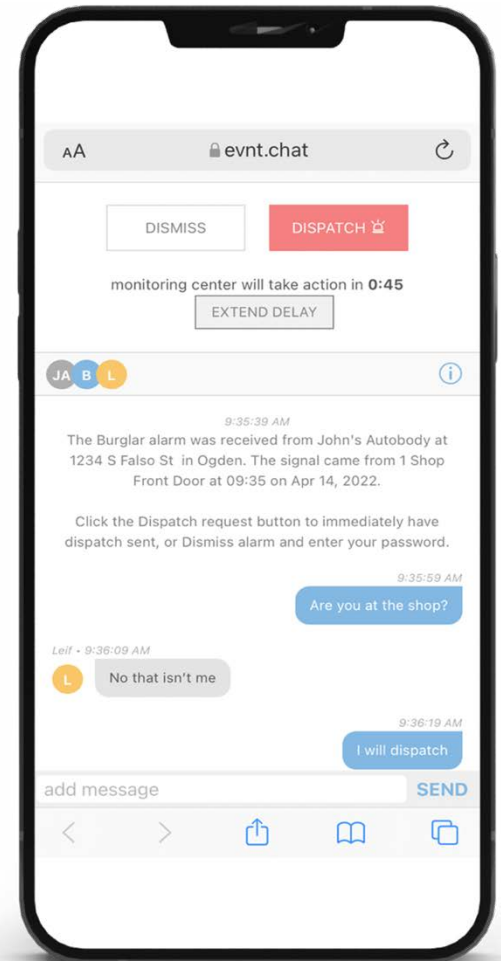 AA
evnt.chat
DISMISS
DISPATCH
monitoring center will take action in 0:45
EXTEND DELAY
JA B L
9:35:39 AM
The Burglar alarm was received from John's Autobody at
1234 S Falso St in Ogden. The signal came from 1 Shop
Front Door at 09:35 on Apr 14, 2022.
Click the Dispatch request button to immediately have
dispatch sent, or Dismiss alarm and enter your password.
9:35:59 AM
Are you at the shop?
Leif • 9:36:09 AM
L
No that isn't me
9:36:19 AM
I will dispatch
add message
SEND